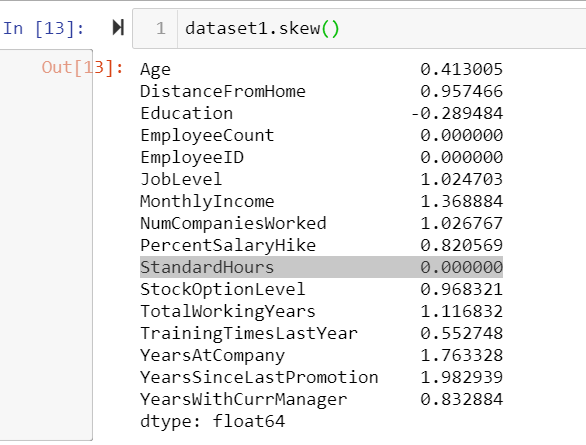 In [13]: 1 dataset1.skew()
Out[13]: Age 0.413005
DistanceFromHome 0.957466
Education -0.289484
EmployeeCount 0.000000
EmployeeID 0.000000
JobLevel 1.024703
MonthlyIncome 1.368884
NumCompaniesWorked 1.026767
PercentSalaryHike 0.820569
StandardHours 0.000000
StockOptionLevel 0.968321
TotalWorkingYears 1.116832
TrainingTimesLastYear 0.552748
YearsAtCompany 1.763328
YearsSinceLastPromotion 1.982939
YearsWithCurrManager 0.832884
dtype: float64